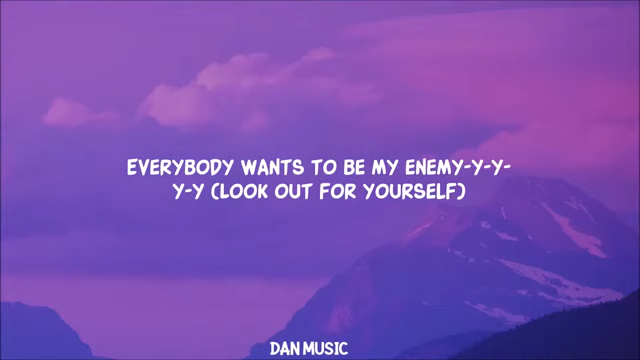 EVERYBODY WANTS TO BE MY ENEMY-Y-Y-
Y-Y (LOOK OUT FOR YOURSELF)
DAN MUSIC